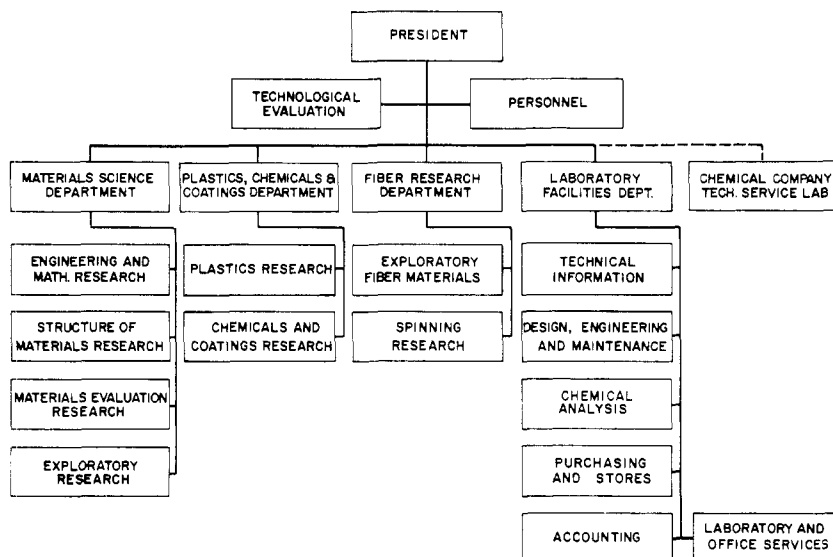 PRESIDENT
TECHNOLOGICAL
EVALUATION
PERSONNEL
MATERIALS SCIENCE
DEPARTMENT
PLASTICS, CHEMICALS &
COATINGS DEPARTMENT
FIBER RESEARCH
DEPARTMENT
LABORATORY
FACILITIES DEPT.
CHEMICAL COMPANY
TECH. SERVICE LAB
ENGINEERING AND
MATH. RESEARCH
PLASTICS RESEARCH
EXPLORATORY
FIBER MATERIALS
TECHNICAL
INFORMATION
STRUCTURE OF
MATERIALS RESEARCH
CHEMICALS AND
COATINGS RESEARCH
SPINNING
RESEARCH
DESIGN, ENGINEERING
AND MAINTENANCE
MATERIALS EVALUATION
RESEARCH
CHEMICAL
ANALYSIS
EXPLORATORY
RESEARCH
PURCHASING
AND STORES
ACCOUNTING
LABORATORY AND
OFFICE SERVICES